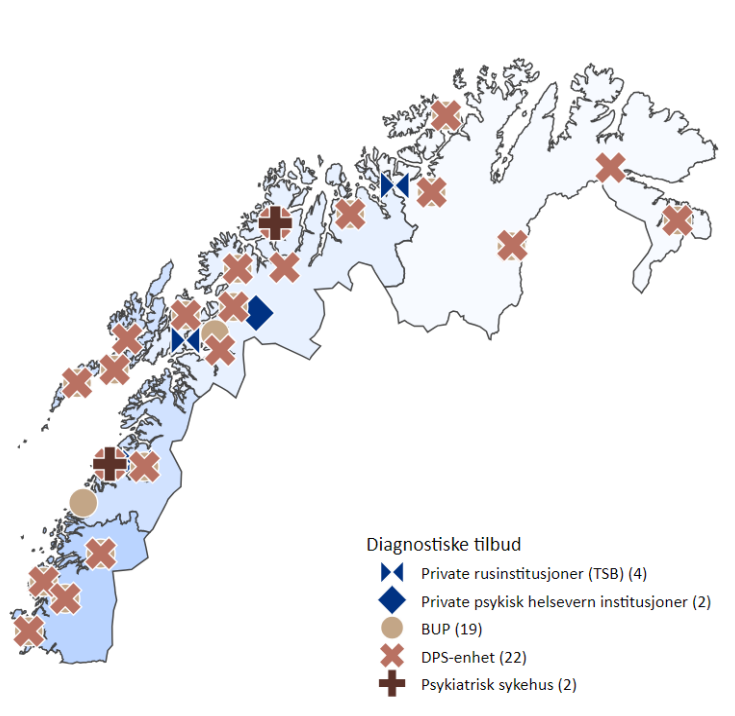 Diagnostiske tilbud
Private rusinstitusjoner (TSB) (4)
Private psykisk helsevern institusjoner (2)
BUP (19)
DPS-enhet (22)
Psykiatrisk sykehus (2)